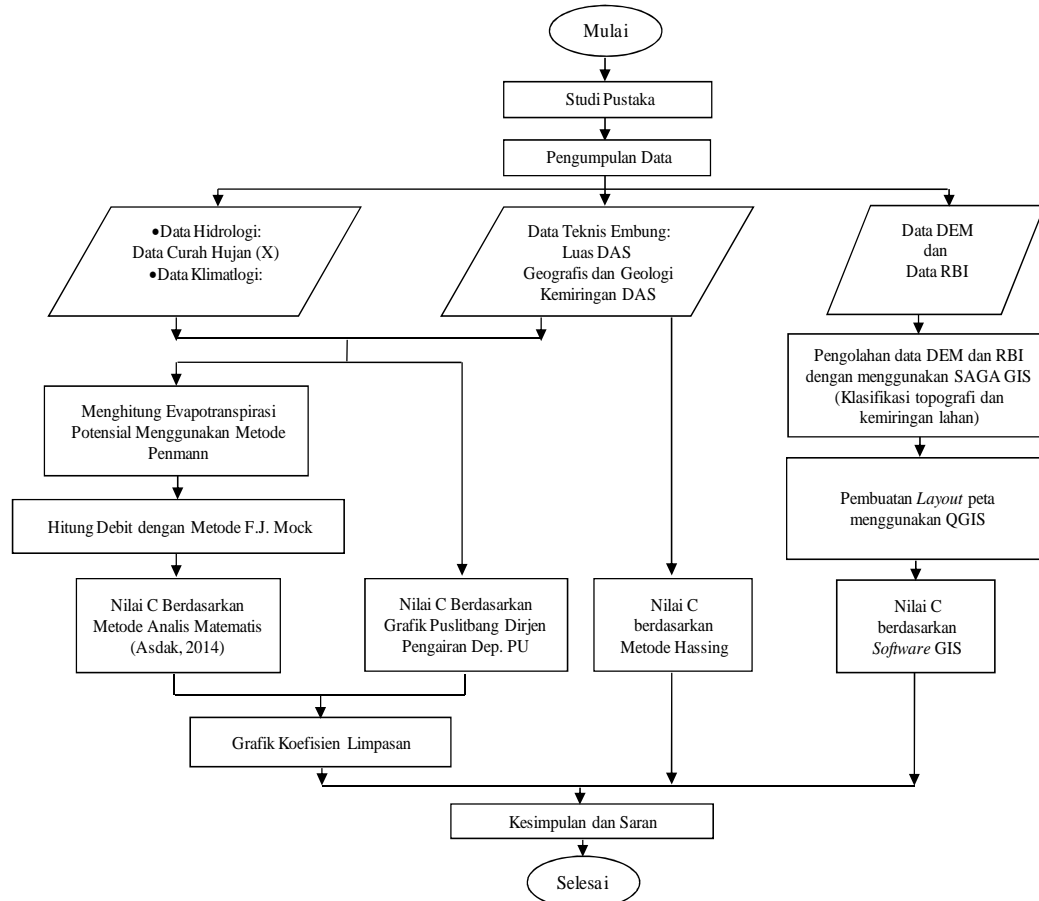 Mulai
Studi Pustaka
Pengumpulan Data
•Data Hidrologi:
Data Curah Hujan (X)
•Data Klimatlogi:
Data Teknis Embung:
Luas DAS
Geografis dan Geologi
Kemiringan DAS
Data DEM
dan
Data RBI
Menghitung Evapotranspirasi
Potensial Menggunakan Metode
Penmann
Pengolahan data DEM dan RBI
dengan menggunakan SAGA GIS
(Klasifikasi topografi dan
kemiringan lahan)
Hitung Debit dengan Metode F.J. Mock
Pembuatan Layout peta
menggunakan QGIS
Nilai C Berdasarkan
Metode Analis Matematis
(Asdak, 2014)
Nilai C Berdasarkan
Grafik Puslitbang Dirjen
Pengairan Dep. PU
Nilai C
berdasarkan
Metode Hassing
Nilai C
berdasarkan
Software GIS
Grafik Koefisien Limpasan
Kesimpulan dan Saran
Selesai